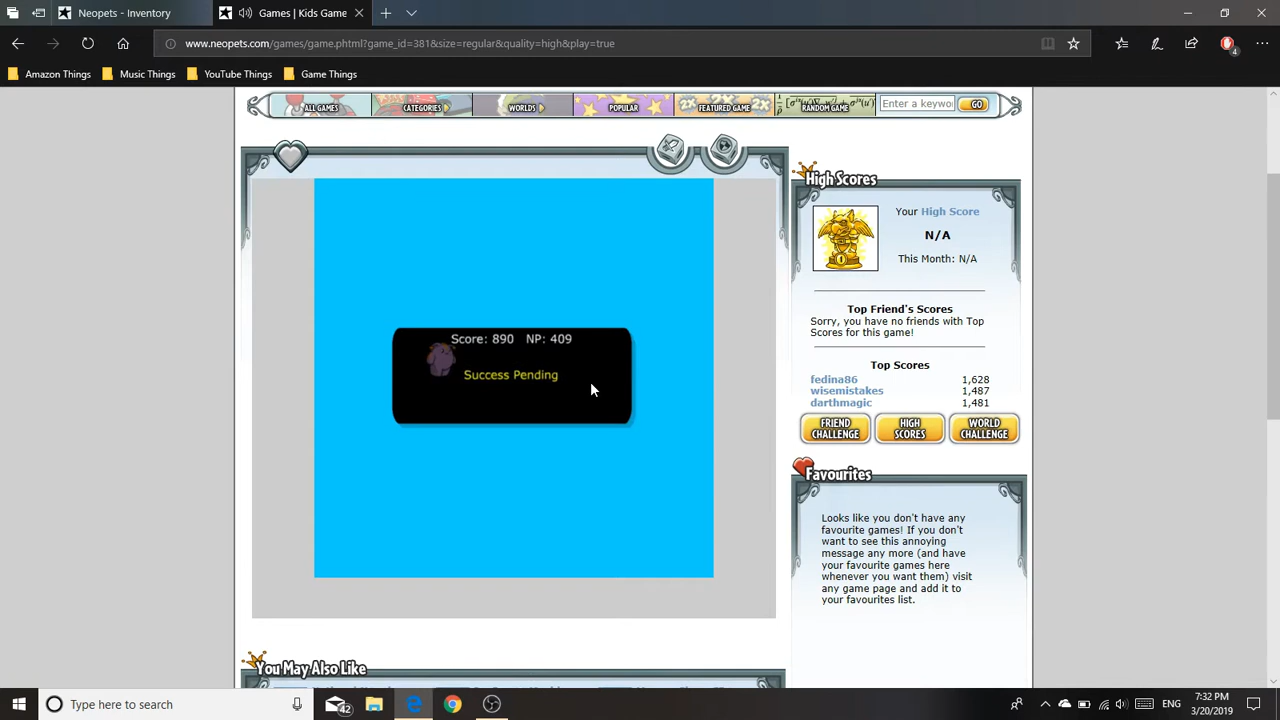 Neopets - Inventory
Games | Kids Game
www.neopets.com/games/game.phtml?game_id=381&size=regular&quality=high&play=true
4
Amazon Things
Music Things
YouTube Things
Game Things
ALL GAMES
CATEGORIES
WORLDS
POPULAR
FEATURED GAME
RANDOM GAME
Enter a keywo
GO
High Scores
Your High Score
N/A
This Month: N/A
Top Friend's Scores
Sorry, you have no friends with Top
Scores for this game!
Top Scores
fedina86 1,628
wisemistakes 1,487
darthmagic 1,481
FRIEND CHALLENGE
HIGH SCORES
WORLD CHALLENGE
Score: 890 NP: 409
Success Pending
Favourites
Looks like you don't have any
favourite games! If you don't
want to see this annoying
message any more (and have
your favourite games here
whenever you want them) visit
any game page and add it to
your favourites list.
You May Also Like
Type here to search
42
ENG
7:32 PM
3/20/2019